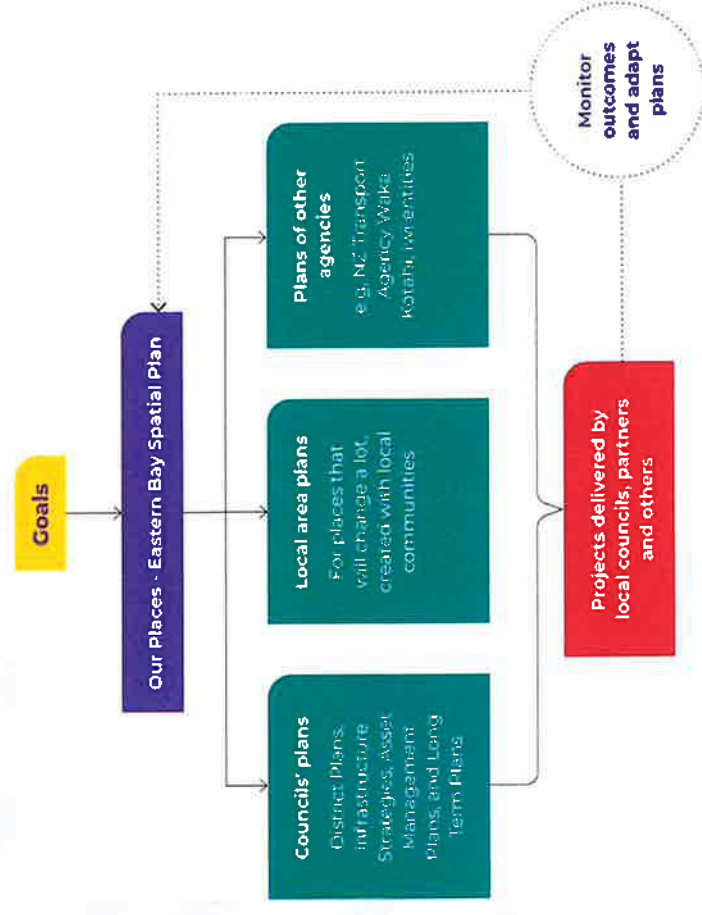 Goals
Our Places - Eastern Bay Spatial Plan
Councils' plans
District Plans,
Infrastructure
Strategies, Asset
Management
Plans, and Long
Term Plans
Local area plans
For places that
will change a lot,
created with local
communities
Plans of other
agencies
e.g. NZ Transport
Agency Waka
Kotahi, iwi entities
Projects delivered by
local councils, partners
and others
Monitor
outcomes
and adapt
plans